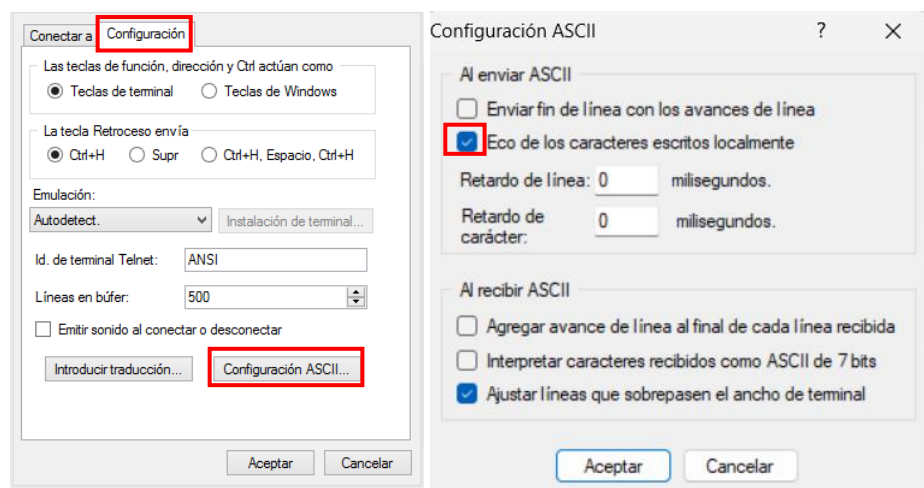 Conectar a Configuración
Las teclas de función, dirección y Ctrl actúan como
Teclas de terminal Teclas de Windows
La tecla Retroceso envía
Ctrl+H Supr Ctrl+H, Espacio, Ctrl+H
Emulación:
Autodetect. Instalación de terminal...
Id. de terminal Telnet: ANSI
Líneas en búfer: 500
Emitir sonido al conectar o desconectar
Introducir traducción... Configuración ASCII...
Aceptar Cancelar
Configuración ASCII ?
Al enviar ASCII
Enviar fin de línea con los avances de línea
Eco de los caracteres escritos localmente
Retardo de línea: 0 milisegundos.
Retardo de
carácter: 0 milisegundos.
Al recibir ASCII
Agregar avance de línea al final de cada línea recibida
Interpretar caracteres recibidos como ASCII de 7 bits
Ajustar líneas que sobrepasen el ancho de terminal
Aceptar Cancelar